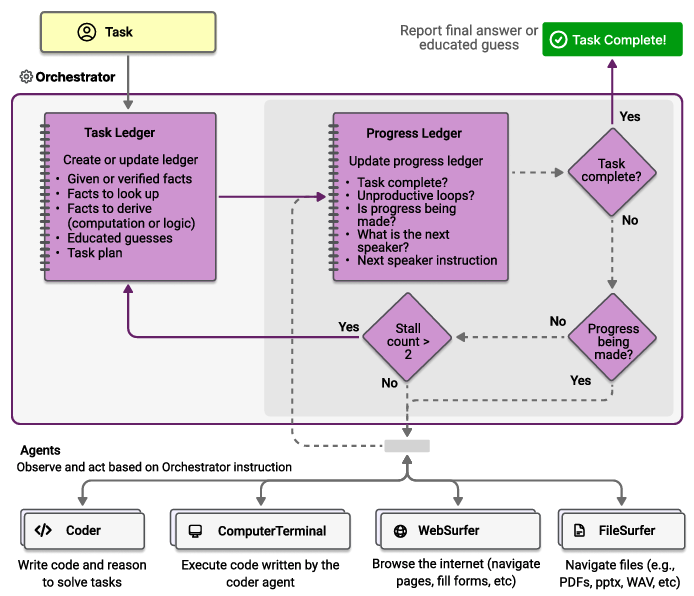 Task
Report final answer or
educated guess
Task Complete!
Orchestrator
Yes
Task Ledger
Create or update ledger
• Given or verified facts
• Facts to look up
• Facts to derive
(computation or logic)
• Educated guesses
• Task plan
Progress Ledger
Update progress ledger
• Task complete?
• Unproductive loops?
• Is progress being
made?
• What is the next
speaker?
• Next speaker instruction
Task
complete?
No
Yes
Stall
count >
2
No
Progress
being
made?
No
Yes
Agents
Observe and act based on Orchestrator instruction
</> Coder
Write code and reason
to solve tasks
ComputerTerminal
Execute code written by the
coder agent
WebSurfer
Browse the internet (navigate
pages, fill forms, etc)
FileSurfer
Navigate files (e.g.,
PDFs, pptx, WAV, etc)